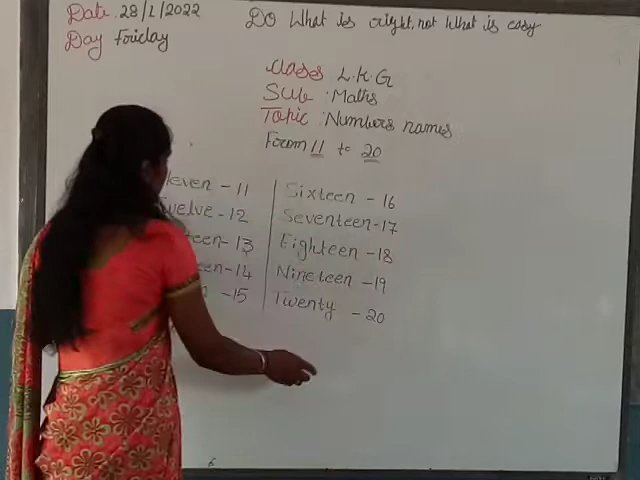 Date 28/1/2022
Do What is right, not what is easy
Day Friday
Class L.K.G
Sub : Maths
Topic : Numbers names
From 11 to 20
leven - 11
welve - 12
teen - 13
een - 14
- 15
Sixteen - 16
Seventeen - 17
Eighteen - 18
Nineteen - 19
Twenty - 20